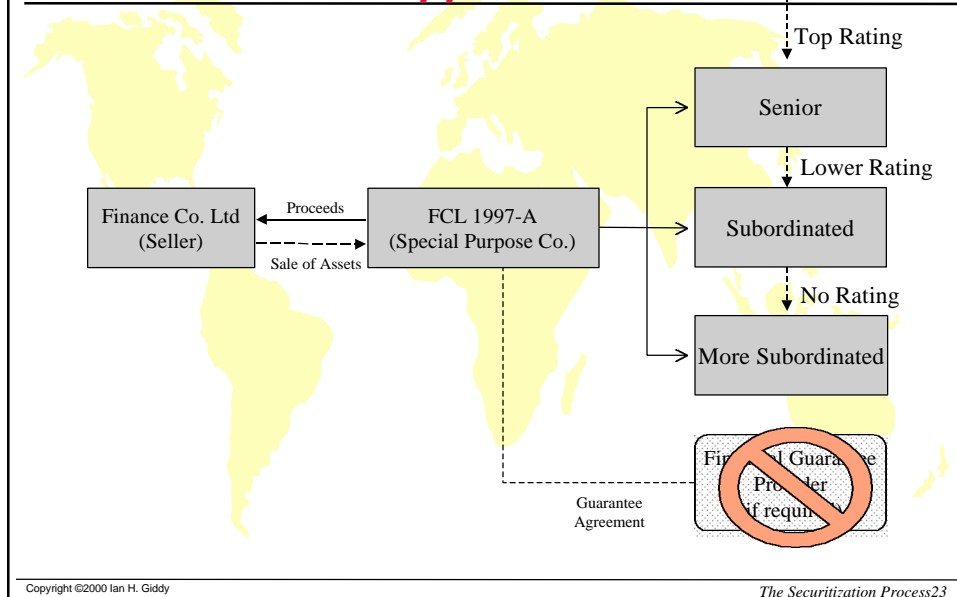 Top Rating
Senior
Lower Rating
Finance Co. Ltd
(Seller)
Proceeds
Sale of Assets
FCL 1997-A
(Special Purpose Co.)
Subordinated
No Rating
More Subordinated
Guarantee
Agreement
Copyright ©2000 Ian H. Giddy
The Securitization Process23